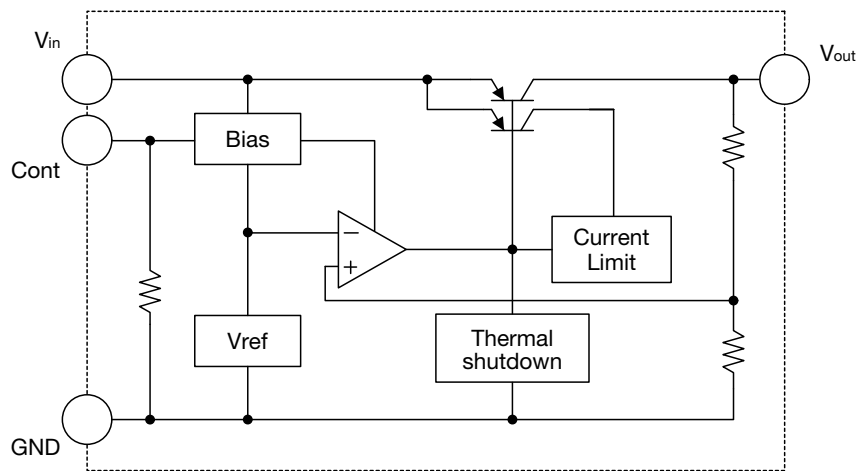 Vin
Vout
Cont
Bias
−
+
Current
Limit
Vref
Thermal
shutdown
GND